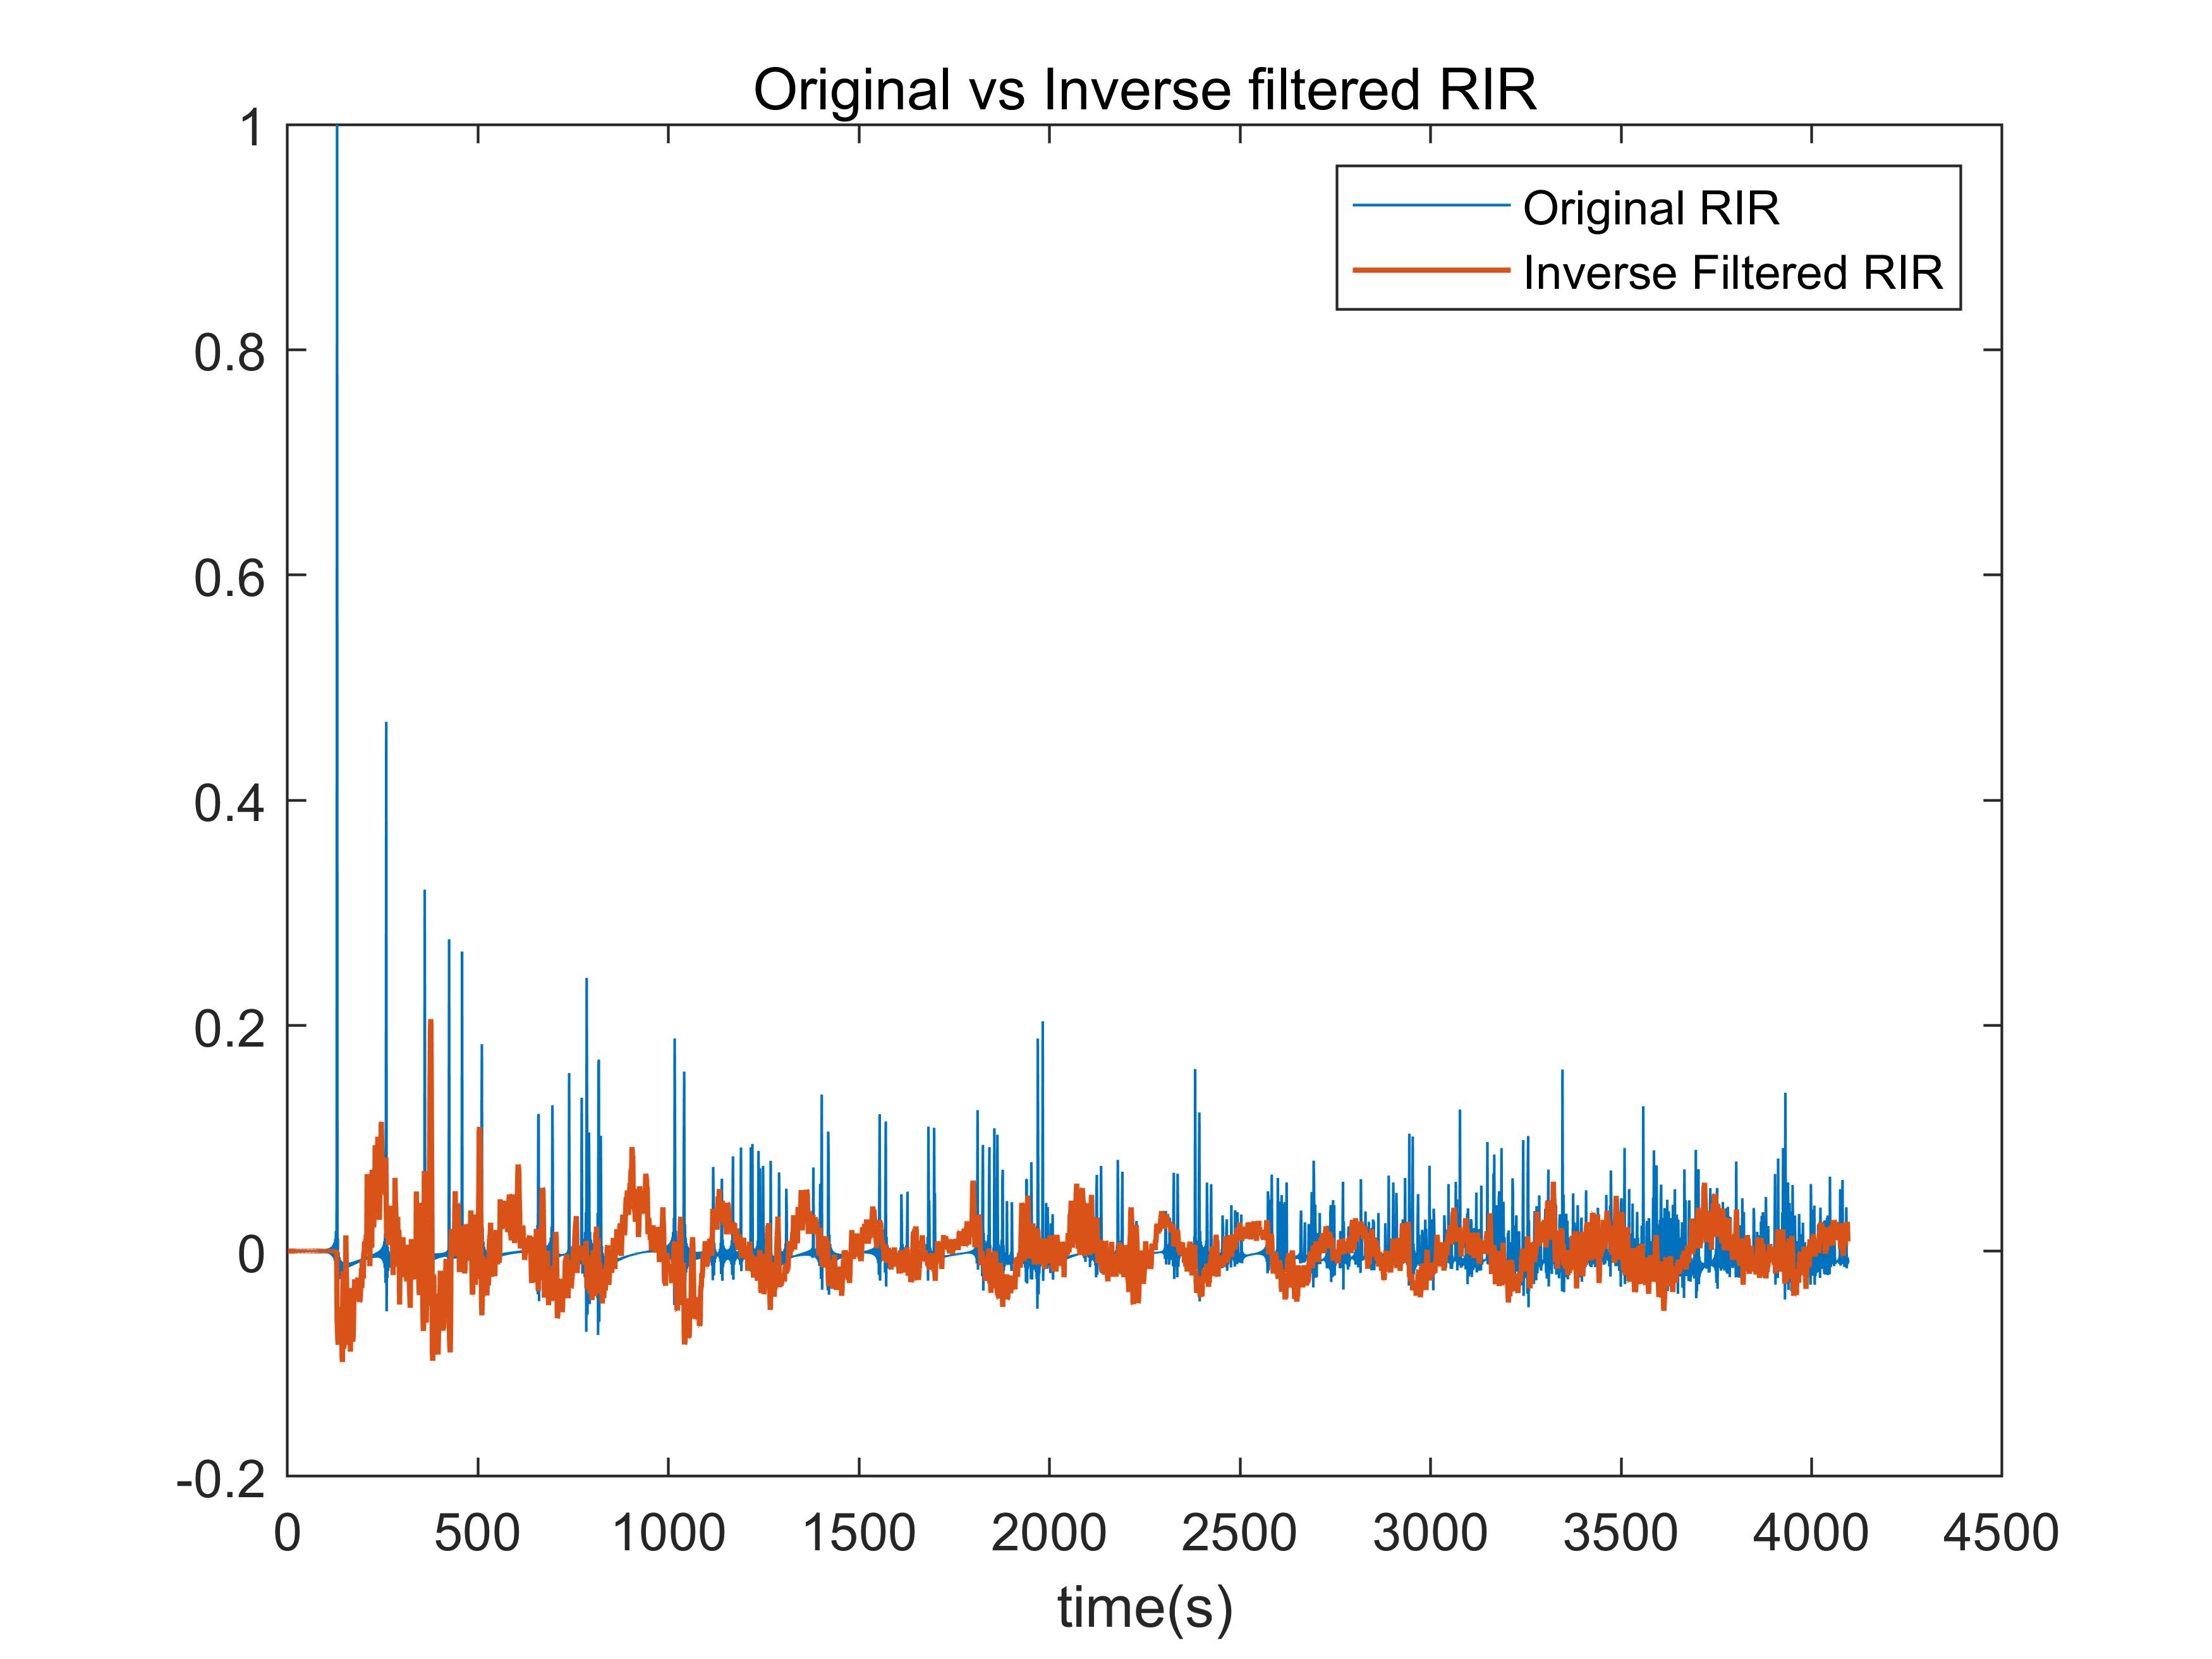 Original vs Inverse filtered RIR
1
0.8
0.6
0.4
0.2
0
-0.2
Original RIR
Inverse Filtered RIR
0 500 1000 1500 2000 2500 3000 3500 4000 4500
time(s)